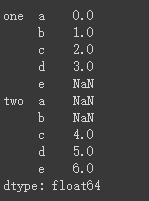 one  a    0.0
     b    1.0
     c    2.0
     d    3.0
     e    NaN
two  a    NaN
     b    NaN
     c    4.0
     d    5.0
     e    6.0
dtype: float64